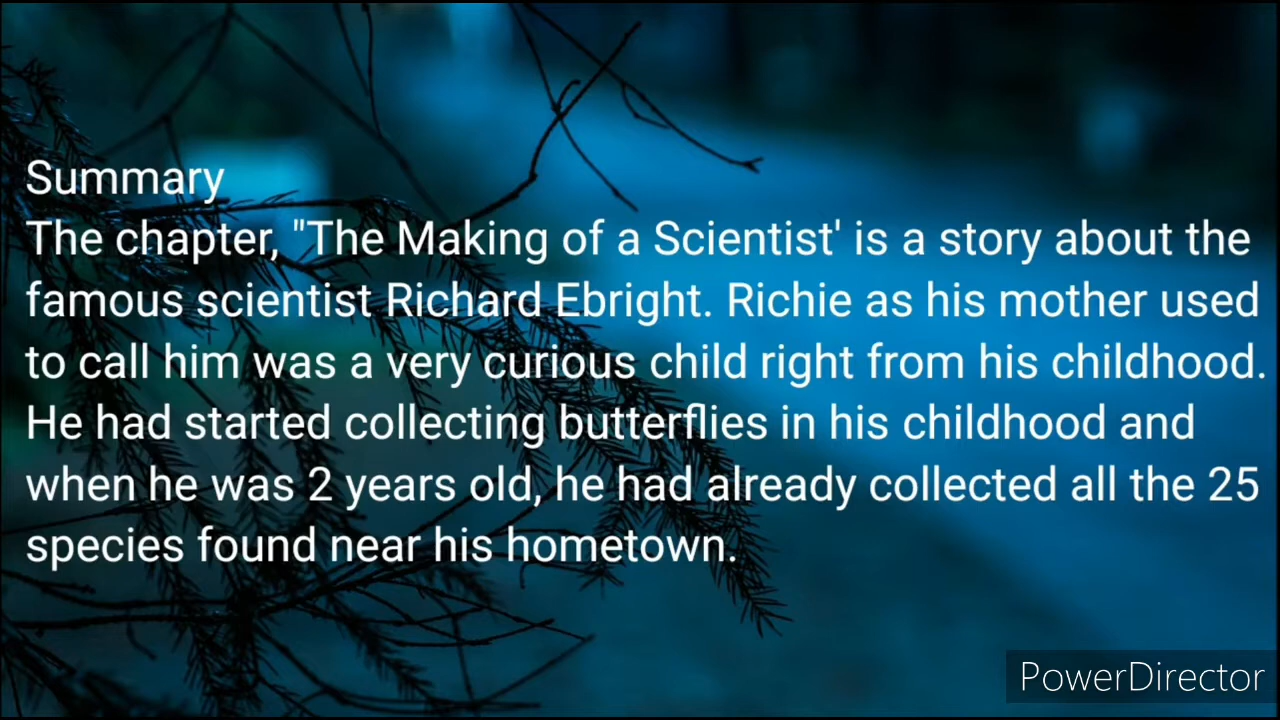 Summary
The chapter, "The Making of a Scientist' is a story about the
famous scientist Richard Ebright. Richie as his mother used
to call him was a very curious child right from his childhood.
He had started collecting butterflies in his childhood and
when he was 2 years old, he had already collected all the 25
species found near his hometown.
PowerDirector